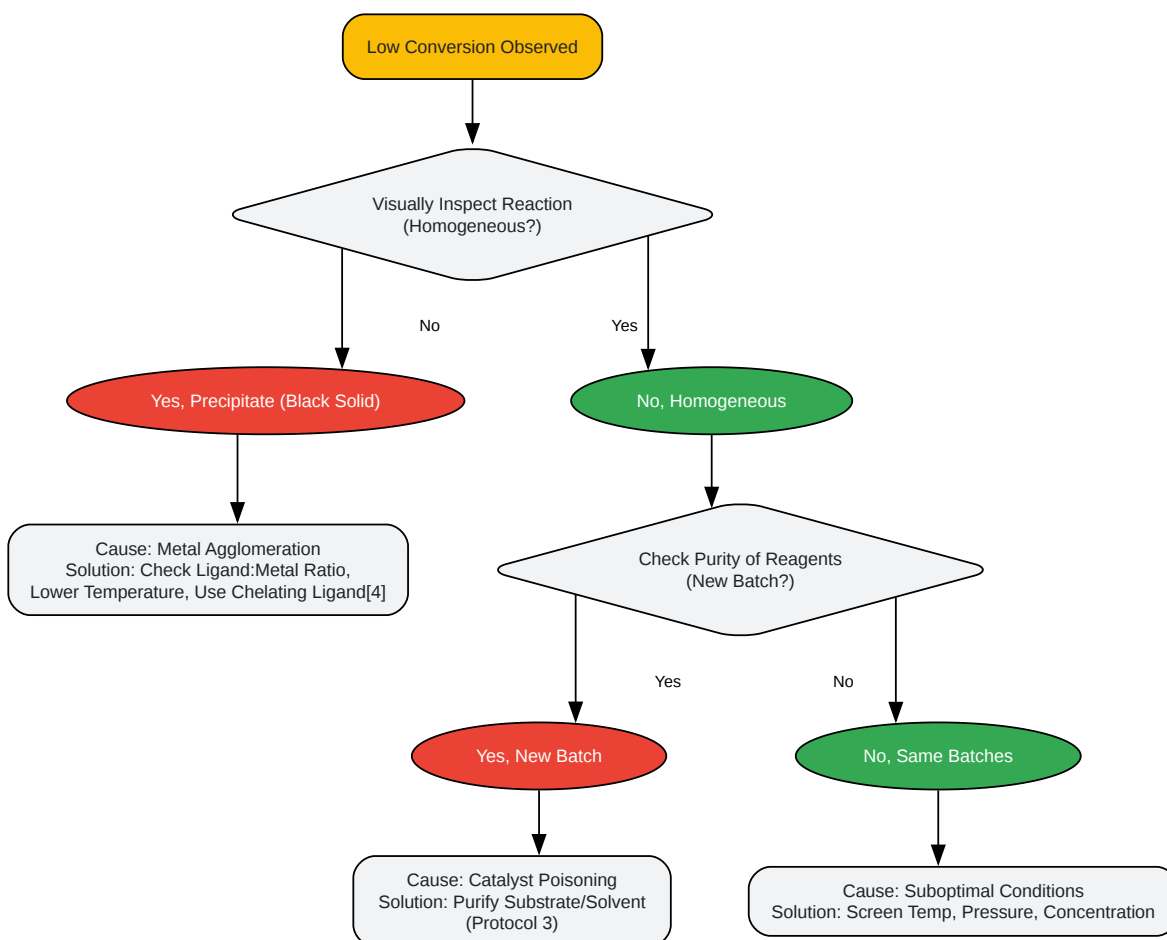 Low Conversion Observed
Visually Inspect Reaction
(Homogeneous?)
No
Yes
Yes, Precipitate (Black Solid)
No, Homogeneous
Cause: Metal Agglomeration
Solution: Check Ligand:Metal Ratio,
Lower Temperature, Use Chelating Ligand[4]
Check Purity of Reagents
(New Batch?)
Yes
No
Yes, New Batch
No, Same Batches
Cause: Catalyst Poisoning
Solution: Purify Substrate/Solvent
(Protocol 3)
Cause: Suboptimal Conditions
Solution: Screen Temp, Pressure, Concentration